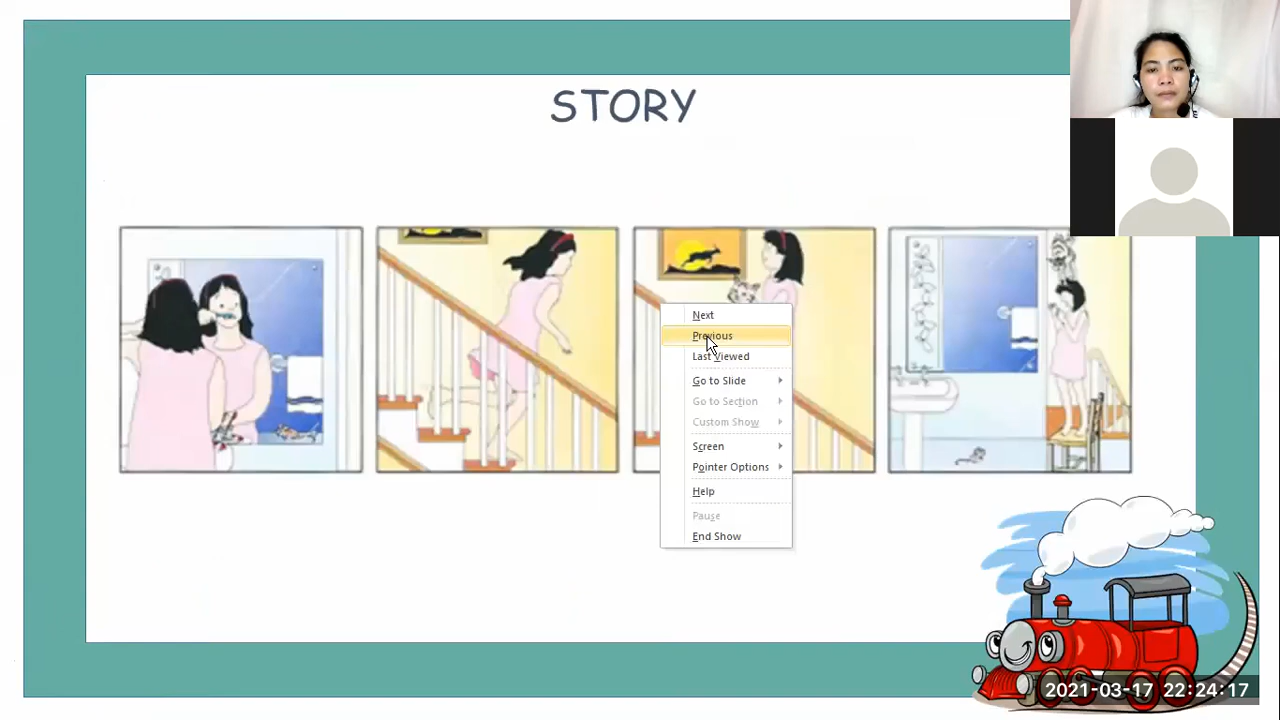 STORY
Next
Previous
Last Viewed
Go to Slide
Go to Section
Custom Show
Screen
Pointer Options
Help
Pause
End Show
2021-03-17 22:24:17